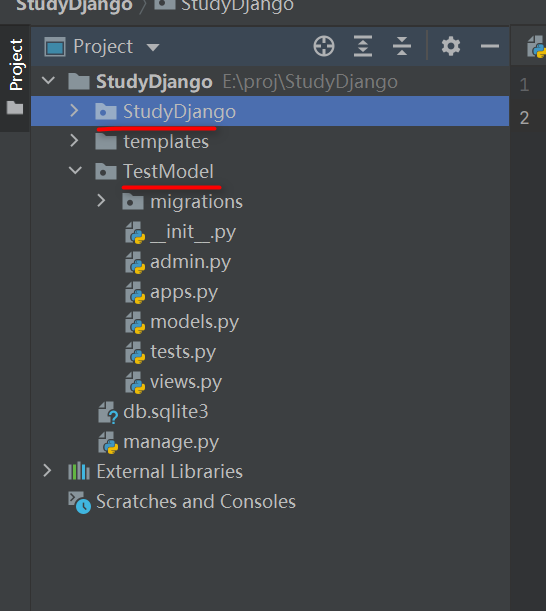 StudyDjango StudyDjango
Project
Project
StudyDjango E:\proj\StudyDjango
StudyDjango
templates
TestModel
migrations
__init__.py
admin.py
apps.py
models.py
tests.py
views.py
db.sqlite3
manage.py
External Libraries
Scratches and Consoles
1
2